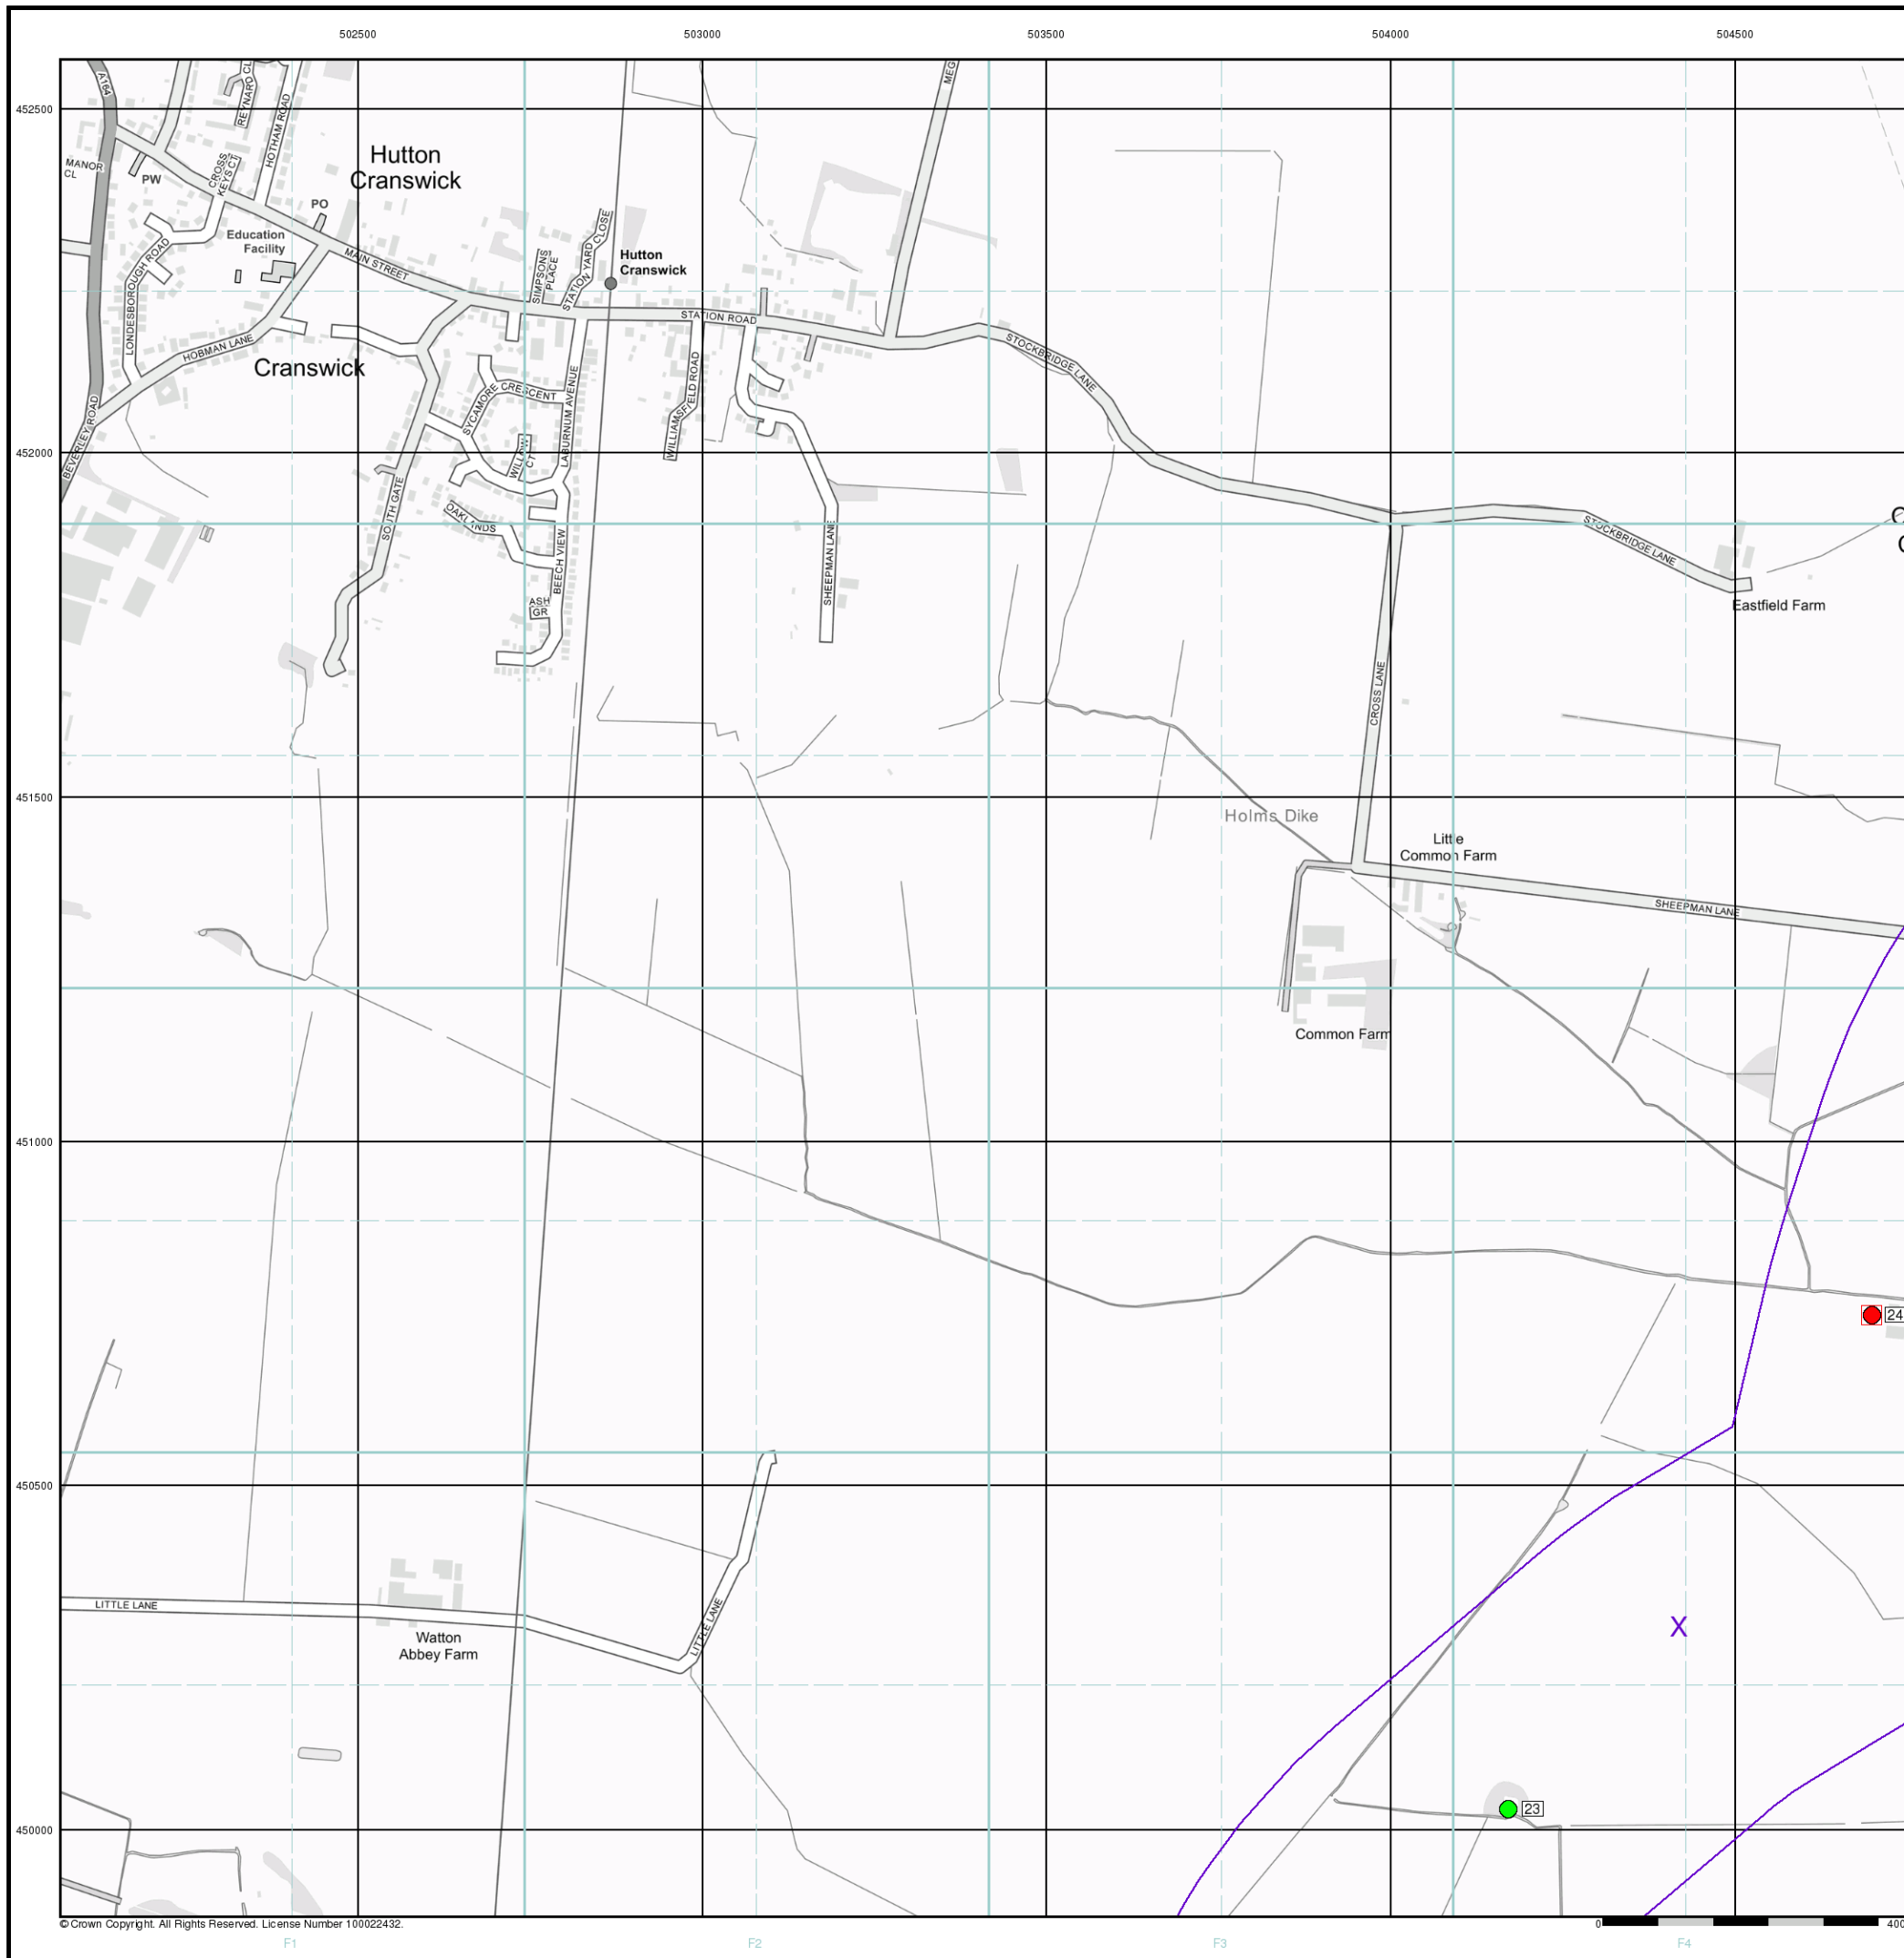 502500 503000 503500 504000 504500
452500
452000
451500
451000
450500
450000
A164
REYNARD CL
HOTHAM ROAD
MEG
MANOR
CL
PW
CROSS
KEYS CT
Hutton
Cranswick
PO
Education
Facility
MAIN STREET
LONDESBOROUGH ROAD
HOBMAN LANE
SIMPSONS
PLACE
STATION YARD
CLOSE
Hutton
Cranswick
STATION ROAD
STOCKBRIDGE LANE
Cranswick
BEVERLEY ROAD
SYCAMORE CRESCENT
LABURNUM AVENUE
WILLIAMSFIELD ROAD
WILLOW
CT
SOUTH GATE
OAKLANDS
BEECH VIEW
ASH
GR
SHEEPMAN LANE
STOCKBRIDGE LANE
C
C
Eastfield Farm
CROSS LANE
Holms Dike
Little
Common Farm
SHEEPMAN LANE
Common Farm
24
LITTLE LANE
LITTLE LANE
Watton
Abbey Farm
X
23
© Crown Copyright. All Rights Reserved. License Number 100022432.
0 400
F1 F2 F3 F4